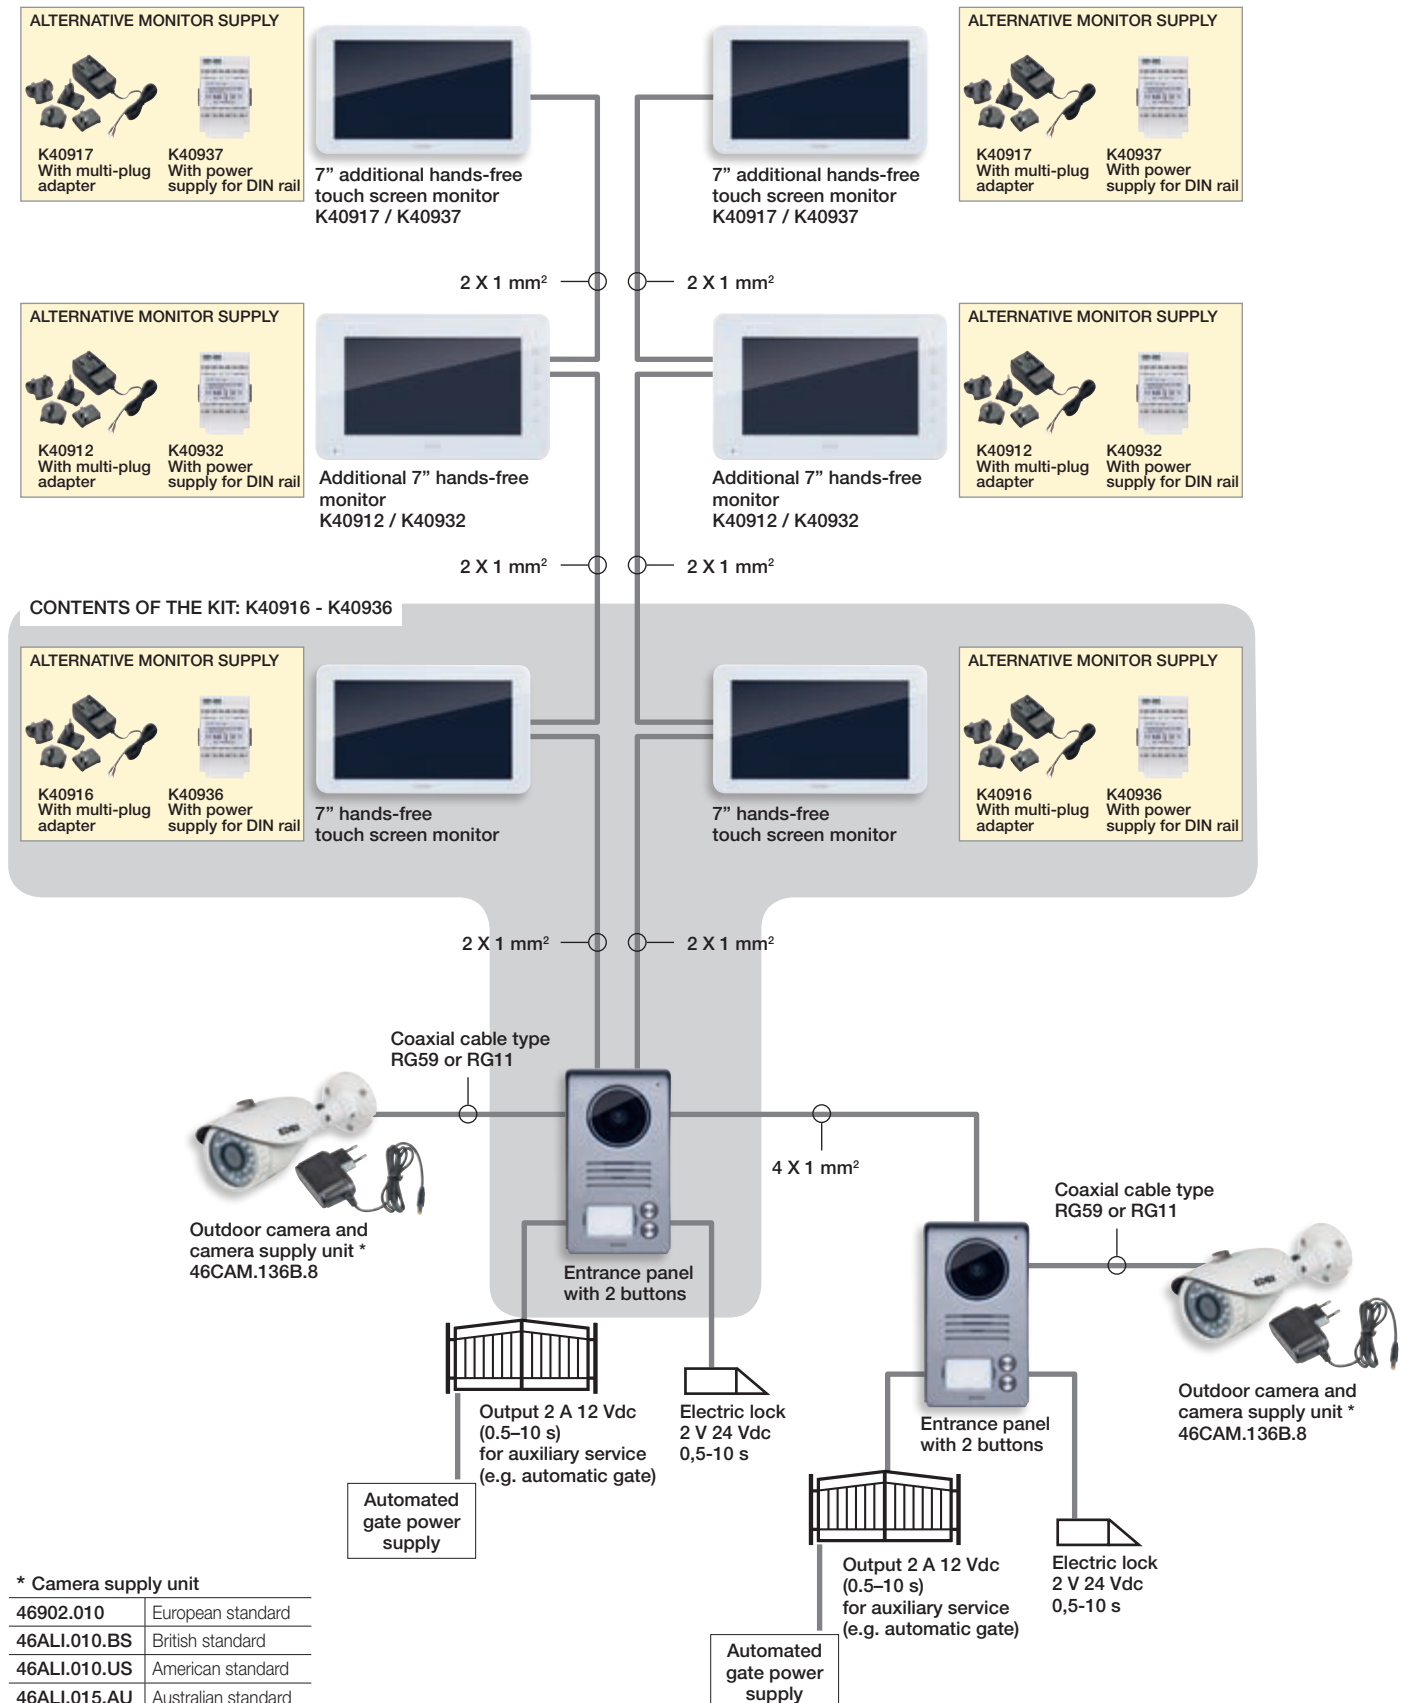 ALTERNATIVE MONITOR SUPPLY
K40917
With multi-plug
adapter
K40937
With power
supply for DIN rail
7” additional hands-free
touch screen monitor
K40917 / K40937
7” additional hands-free
touch screen monitor
K40917 / K40937
ALTERNATIVE MONITOR SUPPLY
K40917
With multi-plug
adapter
K40937
With power
supply for DIN rail
2 X 1 mm²
2 X 1 mm²
ALTERNATIVE MONITOR SUPPLY
K40912
With multi-plug
adapter
K40932
With power
supply for DIN rail
Additional 7” hands-free
monitor
K40912 / K40932
Additional 7” hands-free
monitor
K40912 / K40932
ALTERNATIVE MONITOR SUPPLY
K40912
With multi-plug
adapter
K40932
With power
supply for DIN rail
2 X 1 mm²
2 X 1 mm²
CONTENTS OF THE KIT: K40916 - K40936
ALTERNATIVE MONITOR SUPPLY
K40916
With multi-plug
adapter
K40936
With power
supply for DIN rail
7” hands-free
touch screen monitor
7” hands-free
touch screen monitor
ALTERNATIVE MONITOR SUPPLY
K40916
With multi-plug
adapter
K40936
With power
supply for DIN rail
2 X 1 mm²
2 X 1 mm²
Coaxial cable type
RG59 or RG11
4 X 1 mm²
Outdoor camera and
camera supply unit *
46CAM.136B.8
Entrance panel
with 2 buttons
Coaxial cable type
RG59 or RG11
Outdoor camera and
camera supply unit *
46CAM.136B.8
Entrance panel
with 2 buttons
Output 2 A 12 Vdc
(0.5–10 s)
for auxiliary service
(e.g. automatic gate)
Electric lock
2 V 24 Vdc
0,5-10 s
Automated
gate power
supply
Output 2 A 12 Vdc
(0.5–10 s)
for auxiliary service
(e.g. automatic gate)
Electric lock
2 V 24 Vdc
0,5-10 s
Automated
gate power
supply
* Camera supply unit
46902.010 European standard
46ALI.010.BS British standard
46ALI.010.US American standard
46ALI.015.AU Australian standard